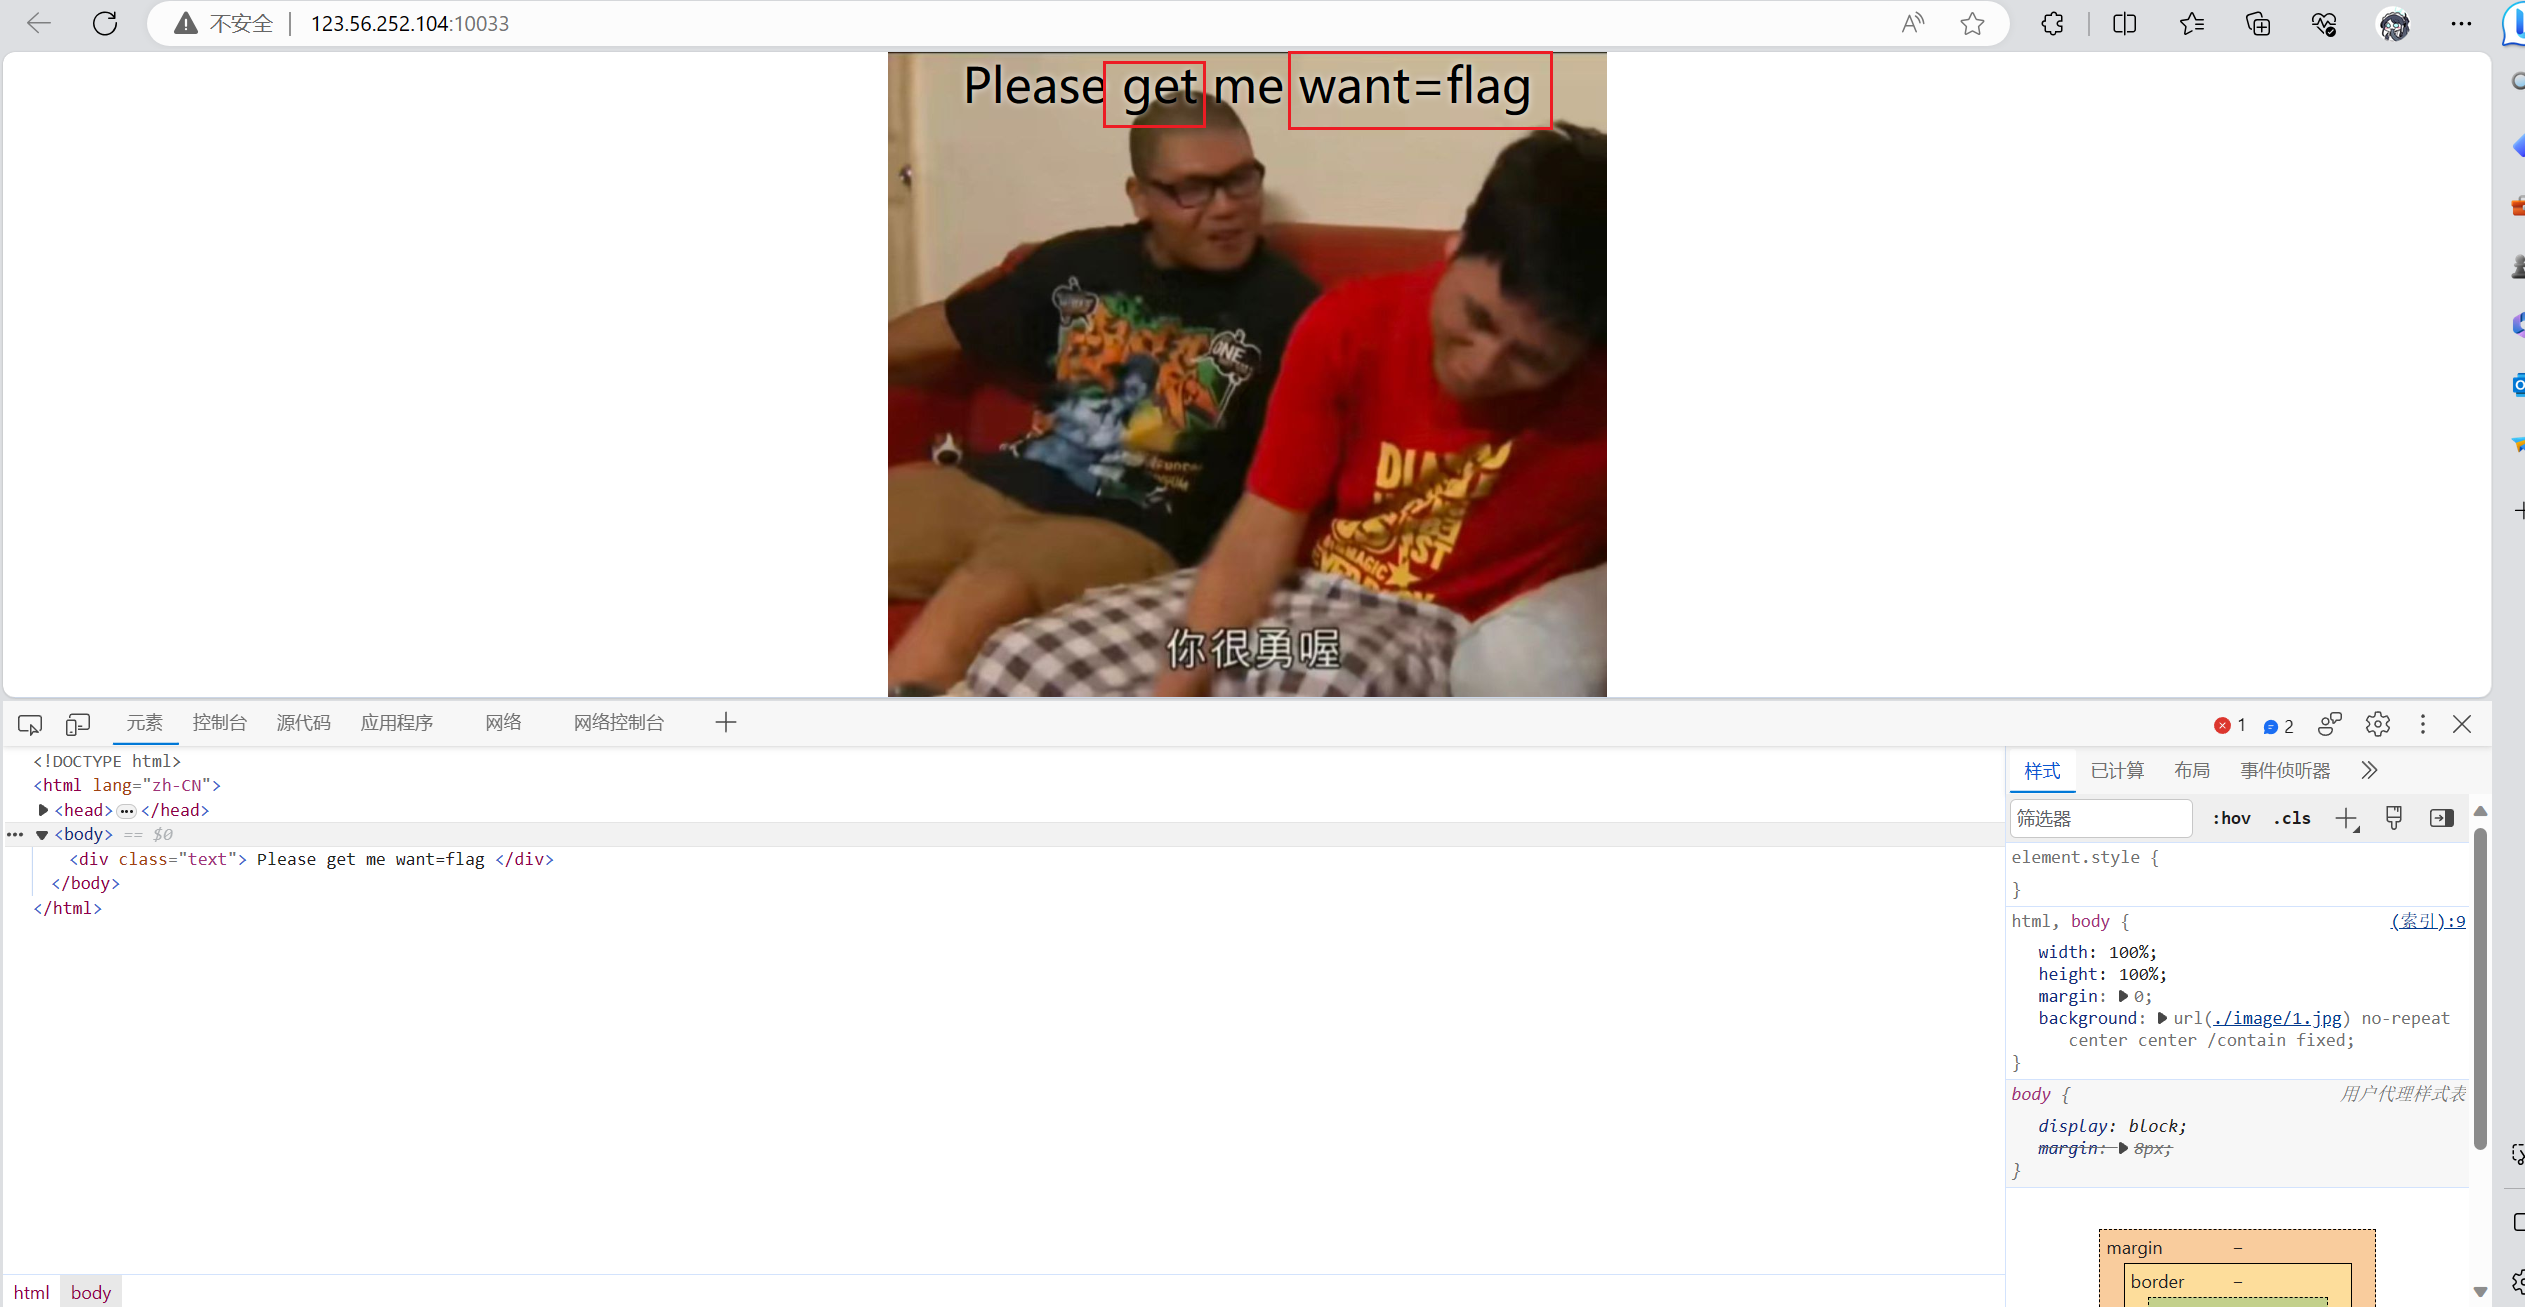 不安全 123.56.252.104:10033
Please get me want=flag
ONE
你很勇喔
元素 控制台 源代码 应用程序 网络 网络控制台 1 2
<!DOCTYPE html>
<html lang="zh-CN">
<head> ··· </head>
··· <body> == $0
<div class="text"> Please get me want=flag </div>
</body>
</html>
html body
样式 已计算 布局 事件侦听器
筛选器 :hov .cls
element.style {
}
html, body { (索引):9
width: 100%;
height: 100%;
margin: 0;
background: url(./image/1.jpg) no-repeat
center center /contain fixed;
}
body { 用户代理样式表
display: block;
margin: 8px;
}
margin –
border –